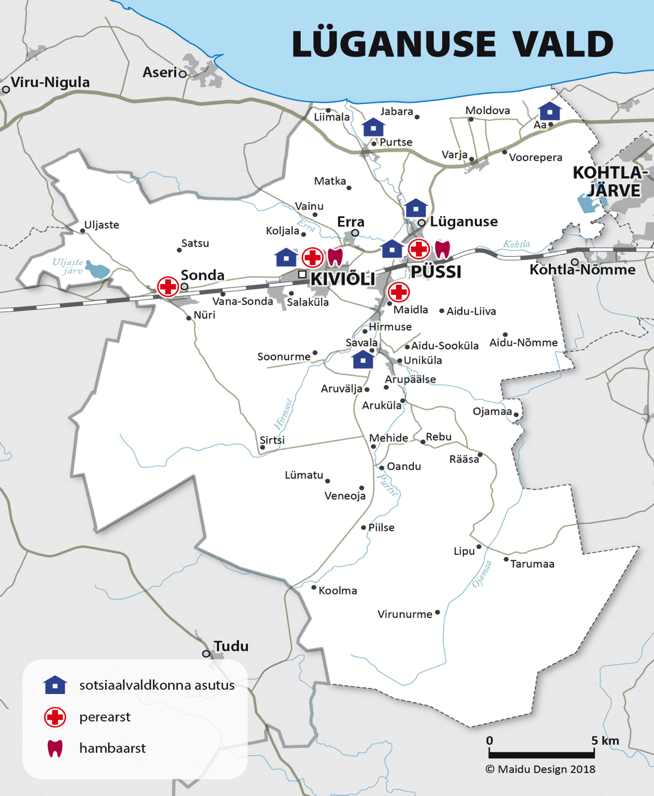 LÜGANUSE VALD
Viru-Nigula
Aseri
Liimala
Jabara
Moldova
Aa
Purtse
Varja
Voorepera
KOHTLA-
JÄRVE
Matka
Vainu
Uljaste
Koljala
Erra
Erra
Lüganuse
Satsu
Kohtla
Uljaste
järv
Sonda
KIVIÕLI
PÜSSI
Kohtla-Nõmme
Vana-Sonda
Salaküla
Maidla
Aidu-Liiva
Nüri
Hirmuse
Savala
Aidu-Sooküla
Aidu-Nõmme
Soonurme
Uniküla
Arupäälse
Aruvälja
Aruküla
Hirmuse
Ojamaa
Sirtsi
Mehide
Rebu
Rääsa
Oandu
Lümatu
Purtse
Veneoja
Piilse
Lipu
Tarumaa
Ojamaa
Koolma
Virunurme
Tudu
sotsiaalvaldkonna asutus
perearst
hambaarst
0 5 km
© Maidu Design 2018